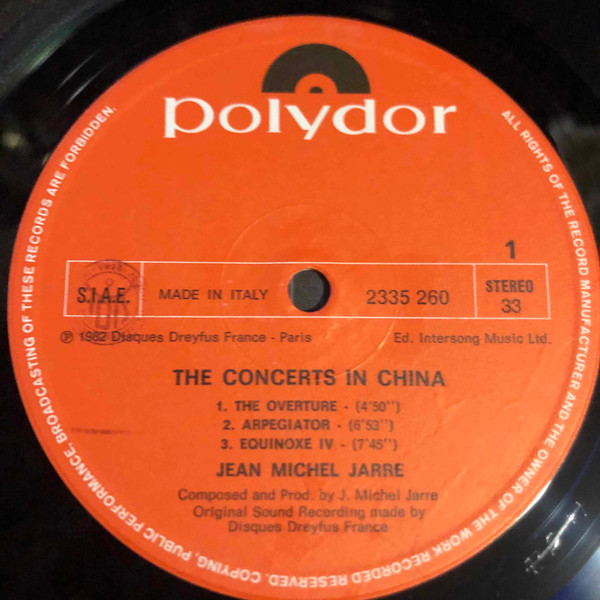 polydor
1
S.I.A.E.
MADE IN ITALY
2335 260
STEREO
33
℗ 1982 Disques Dreyfus France - Paris
Ed. Intersong Music Ltd.
THE CONCERTS IN CHINA
1. THE OVERTURE - (4'50'')
2. ARPEGIATOR - (6'53'')
3. EQUINOXE IV - (7'45'')
JEAN MICHEL JARRE
Composed and Prod. by J. Michel Jarre
Original Sound Recording made by
Disques Dreyfus France
ALL RIGHTS OF THE RECORD MANUFACTURER AND THE OWNER OF THE WORK RECORDED RESERVED. COPYING, PUBLIC PERFORMANCE, BROADCASTING OF THESE RECORDS ARE FORBIDDEN.